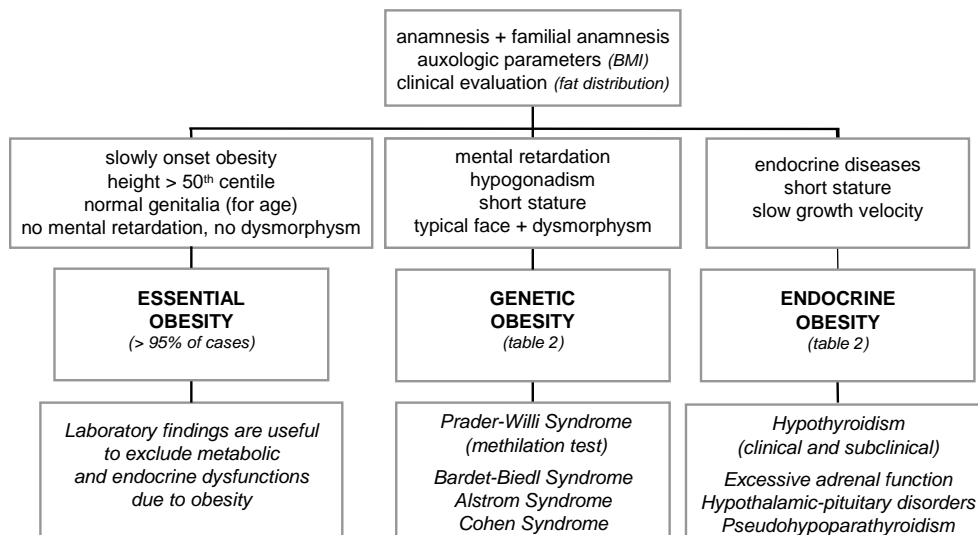 anamnesis + familial anamnesis
auxologic parameters (BMI)
clinical evaluation (fat distribution)
slowly onset obesity
height > 50th centile
normal genitalia (for age)
no mental retardation, no dysmorphysm
mental retardation
hypogonadism
short stature
typical face + dysmorphysm
endocrine diseases
short stature
slow growth velocity
ESSENTIAL
OBESITY
(> 95% of cases)
GENETIC
OBESITY
(table 2)
ENDOCRINE
OBESITY
(table 2)
Laboratory findings are useful
to exclude metabolic
and endocrine dysfunctions
due to obesity
Prader-Willi Syndrome
(methilation test)
Bardet-Biedl Syndrome
Alstrom Syndrome
Cohen Syndrome
Hypothyroidism
(clinical and subclinical)
Excessive adrenal function
Hypothalamic-pituitary disorders
Pseudohypoparathyroidism